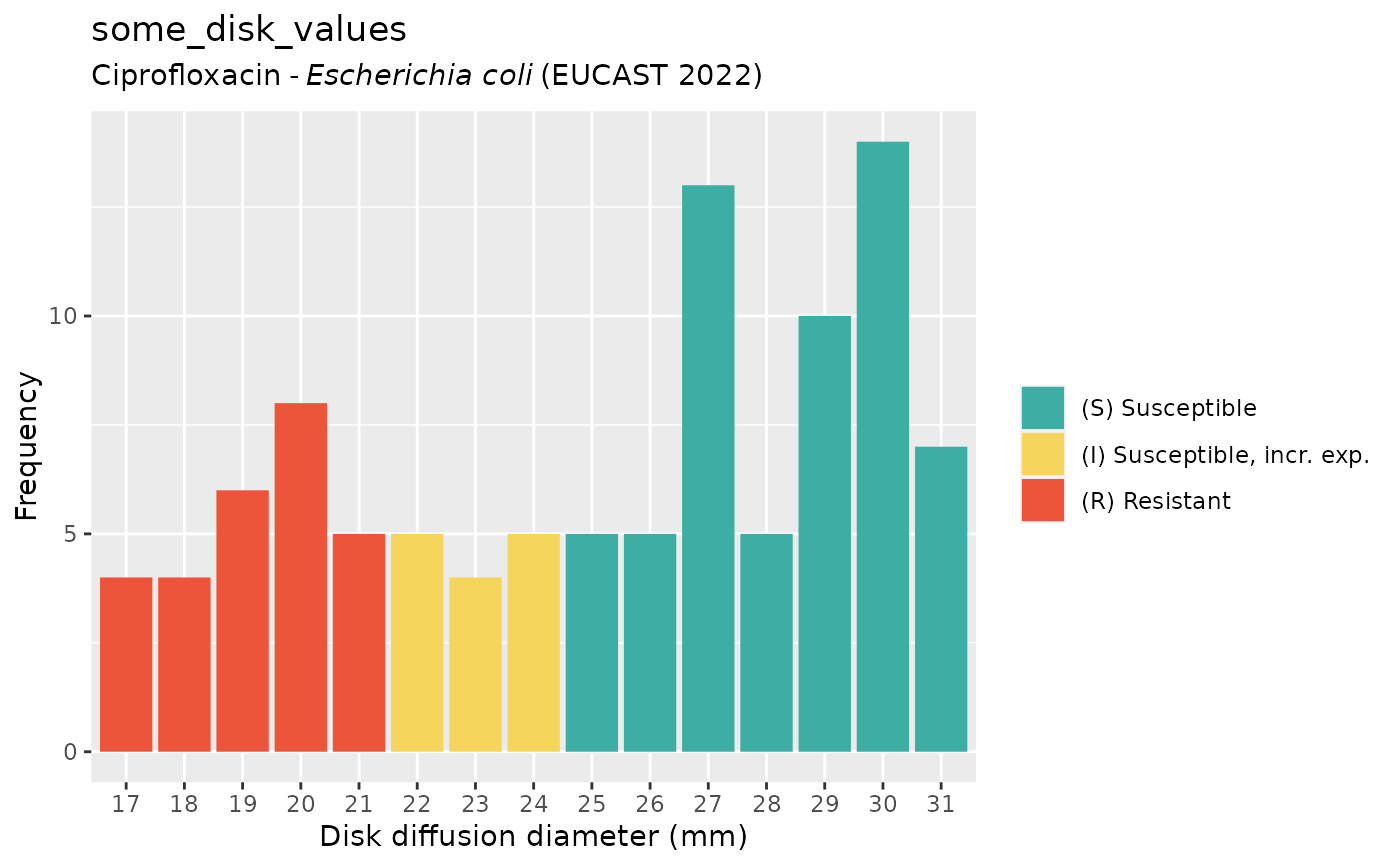 some_disk_values
Ciprofloxacin - Escherichia coli (EUCAST 2022)
Frequency
10
5
0
17 18 19 20 21 22 23 24 25 26 27 28 29 30 31
Disk diffusion diameter (mm)
(S) Susceptible
(I) Susceptible, incr. exp.
(R) Resistant